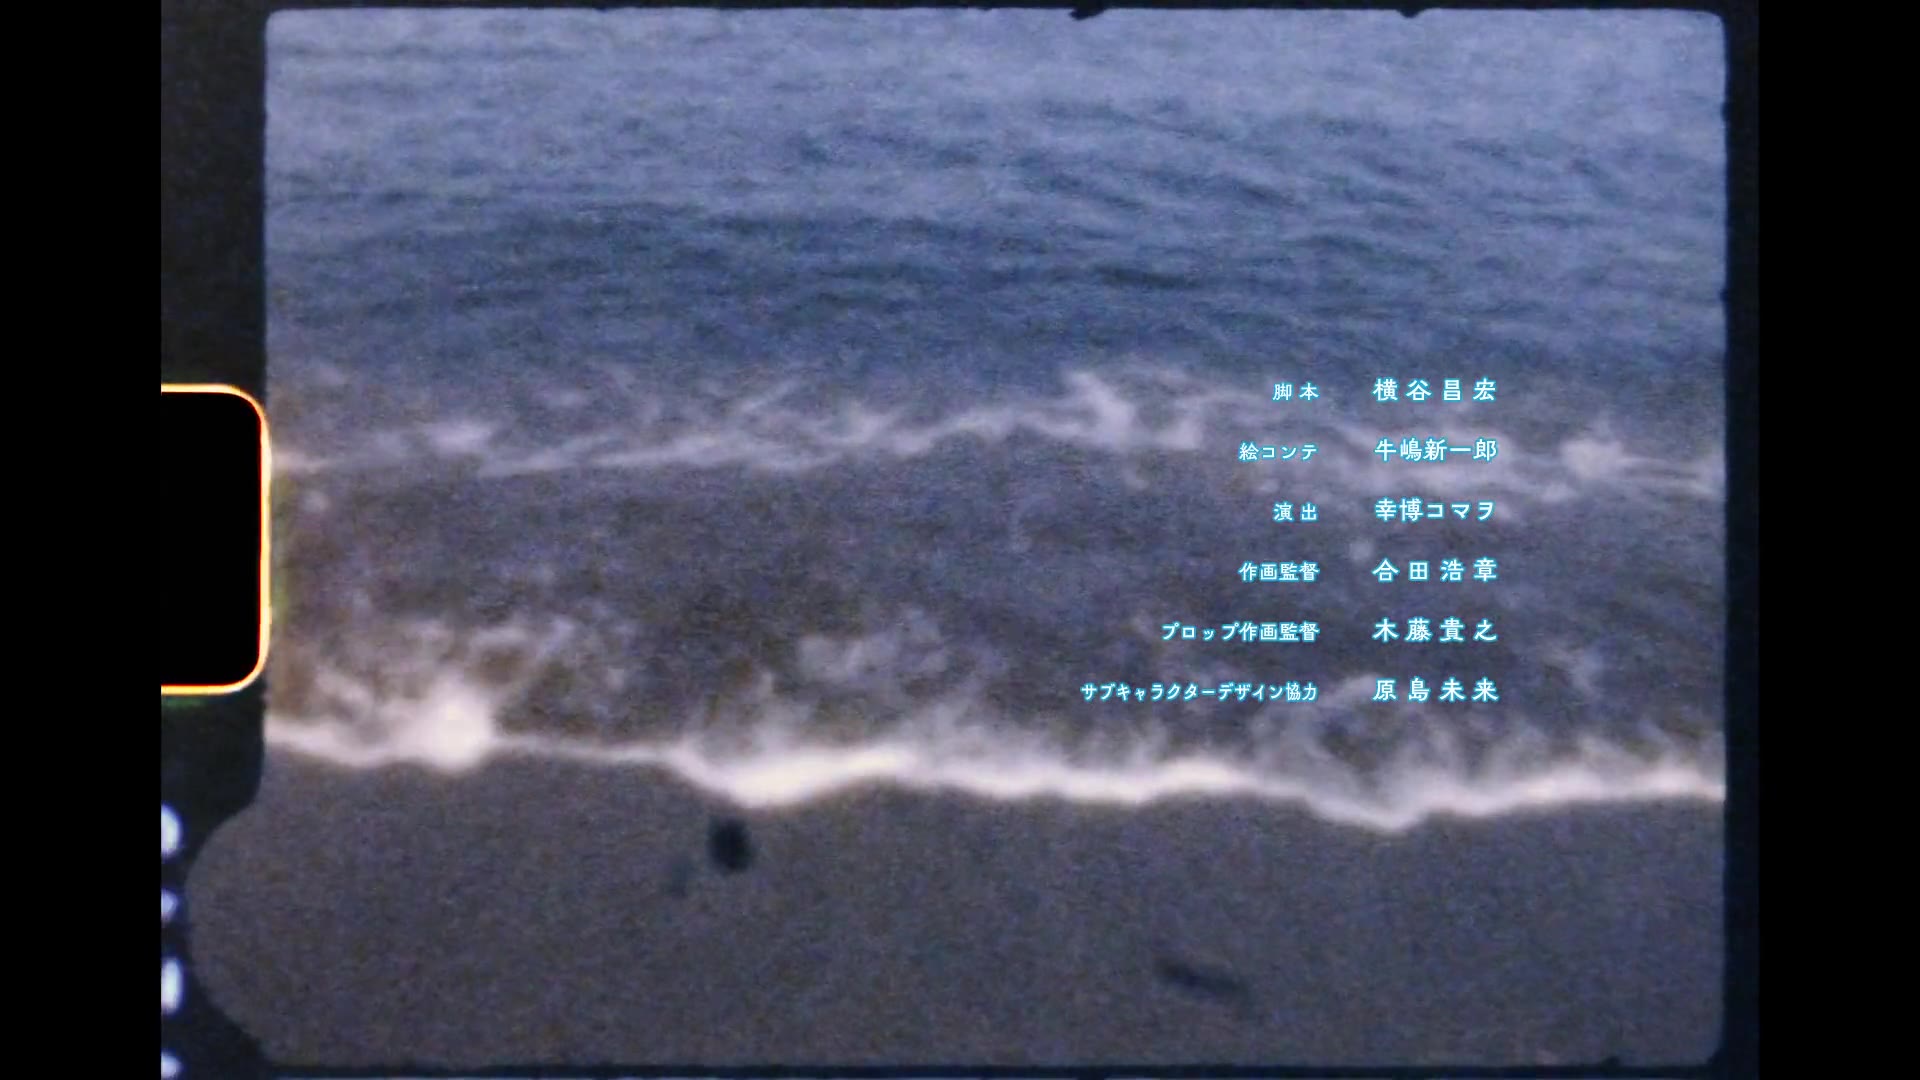 脚本 横谷昌宏
絵コンテ 牛嶋新一郎
演出 幸博コマヲ
作画監督 合田浩章
プロップ作画監督 木藤貴之
サブキャラクターデザイン協力 原島未来